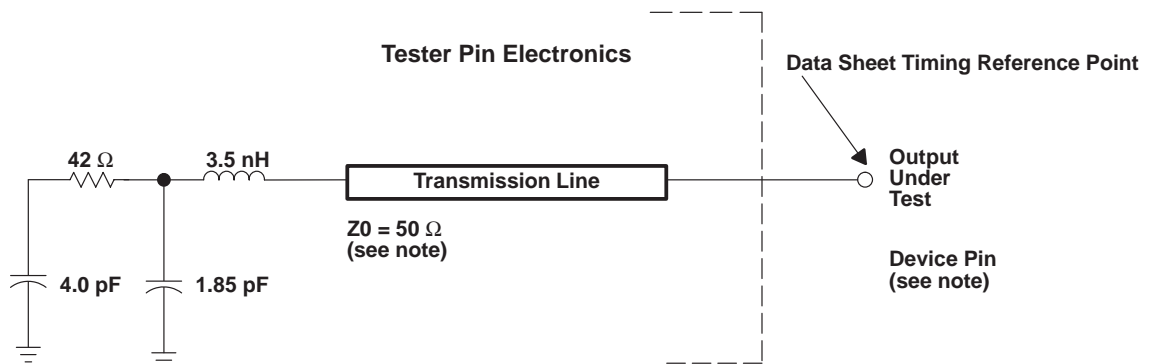 Tester Pin Electronics
Data Sheet Timing Reference Point
42 Ω
3.5 nH
Transmission Line
Output
Under
Test
Z0 = 50 Ω
(see note)
Device Pin
(see note)
4.0 pF
1.85 pF